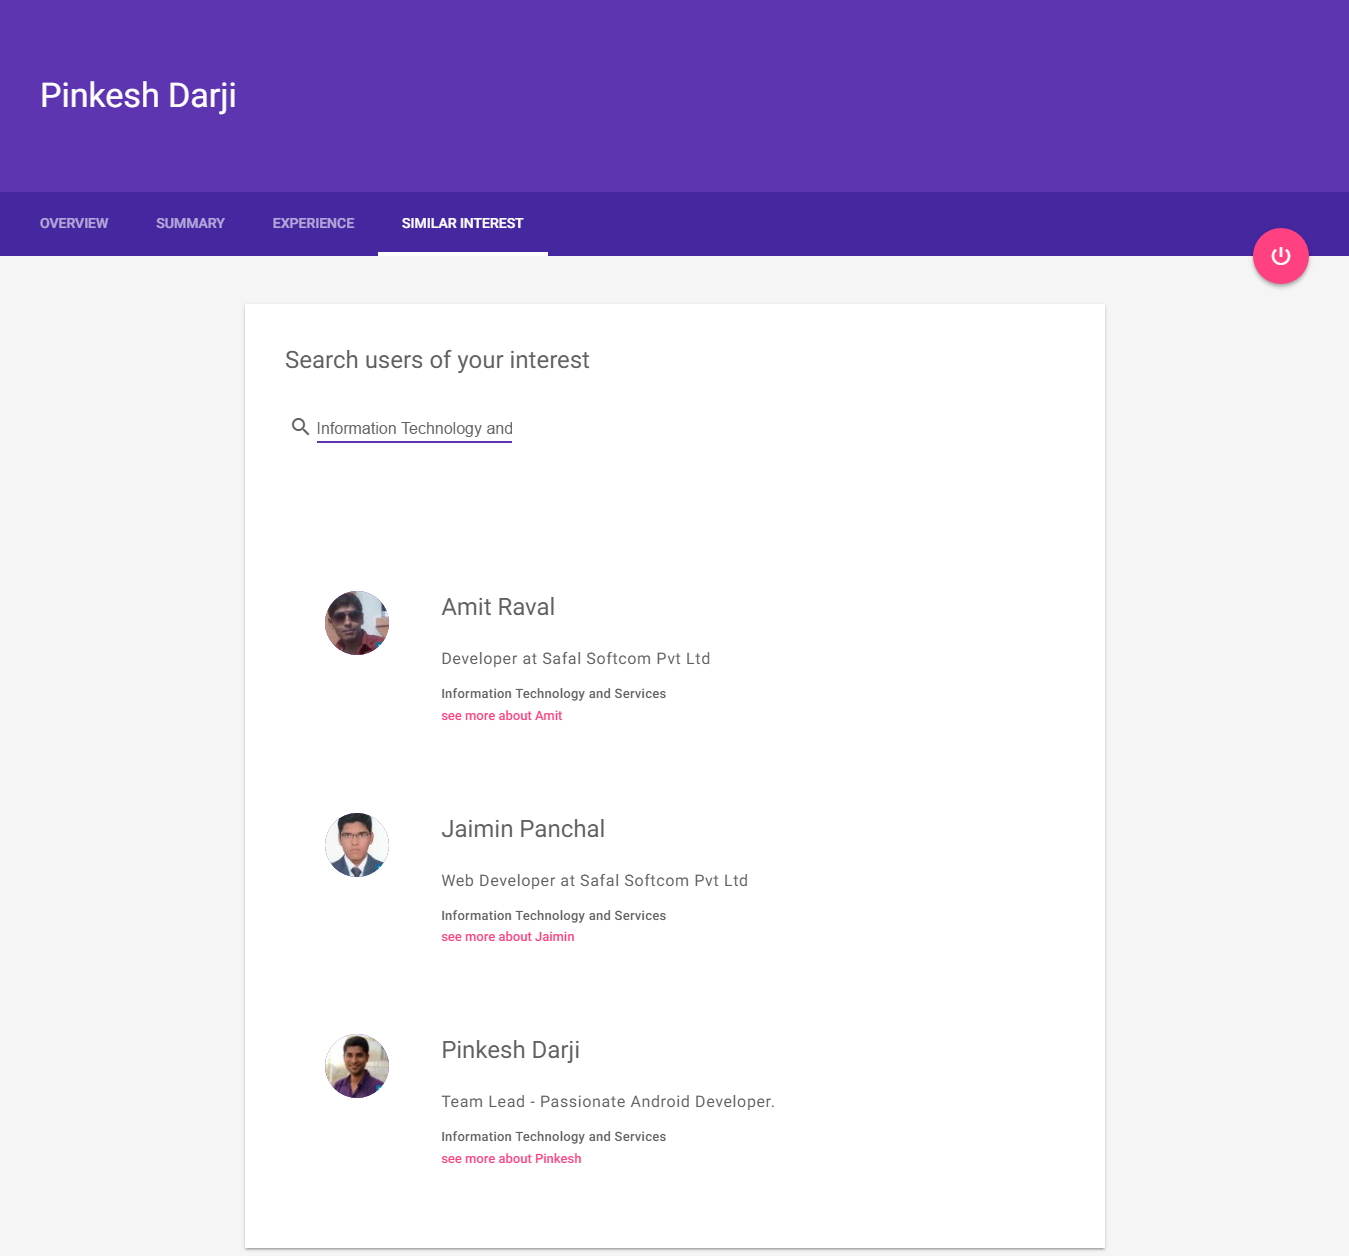 Pinkesh Darji
OVERVIEW SUMMARY EXPERIENCE SIMILAR INTEREST
Search users of your interest
Information Technology and
Amit Raval
Developer at Safal Softcom Pvt Ltd
Information Technology and Services
see more about Amit
Jaimin Panchal
Web Developer at Safal Softcom Pvt Ltd
Information Technology and Services
see more about Jaimin
Pinkesh Darji
Team Lead - Passionate Android Developer.
Information Technology and Services
see more about Pinkesh